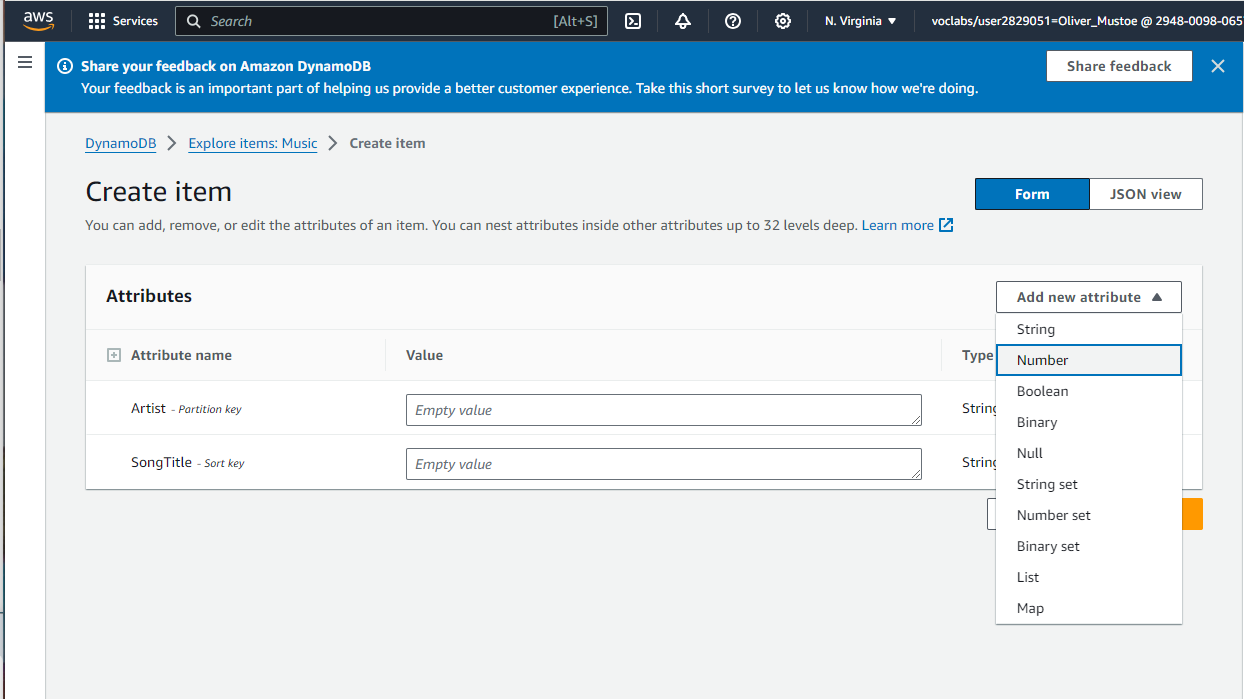 aws
Services
Search [Alt+S]
N. Virginia
voclabs/user2829051=Oliver_Mustoe @ 2948-0098-065
Share your feedback on Amazon DynamoDB
Your feedback is an important part of helping us provide a better customer experience. Take this short survey to let us know how we're doing.
Share feedback
DynamoDB
Explore items: Music
Create item
Create item
Form
JSON view
You can add, remove, or edit the attributes of an item. You can nest attributes inside other attributes up to 32 levels deep. Learn more
Attributes
Add new attribute
Attribute name
Value
Type
Artist - Partition key
Empty value
String
SongTitle - Sort key
Empty value
String
String
Number
Boolean
Binary
Null
String set
Number set
Binary set
List
Map